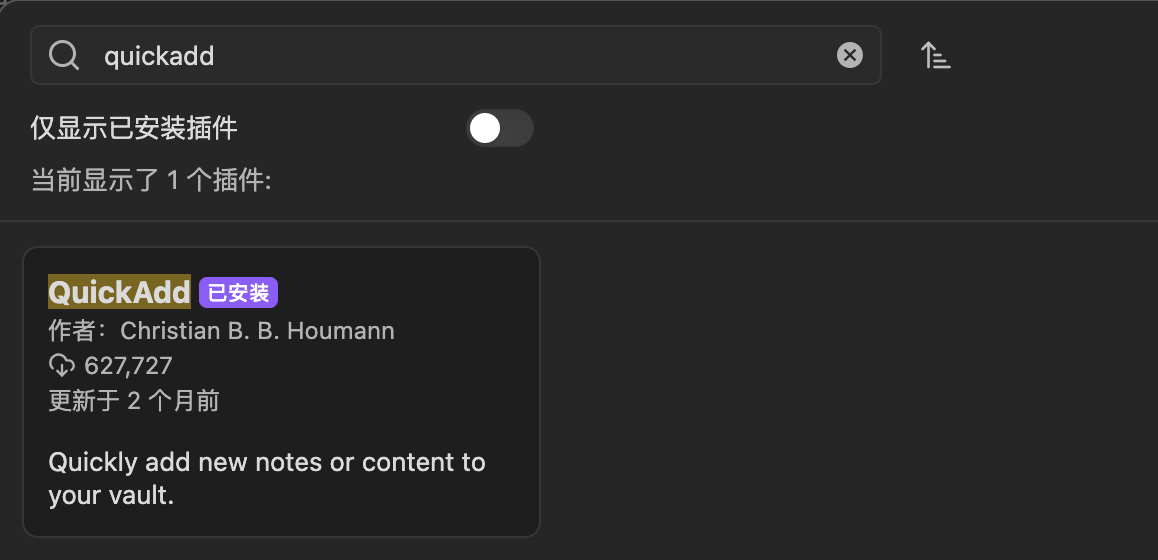 quickadd
仅显示已安装插件
当前显示了 1 个插件:
QuickAdd 已安装
作者：Christian B. B. Houmann
627,727
更新于 2 个月前
Quickly add new notes or content to
your vault.